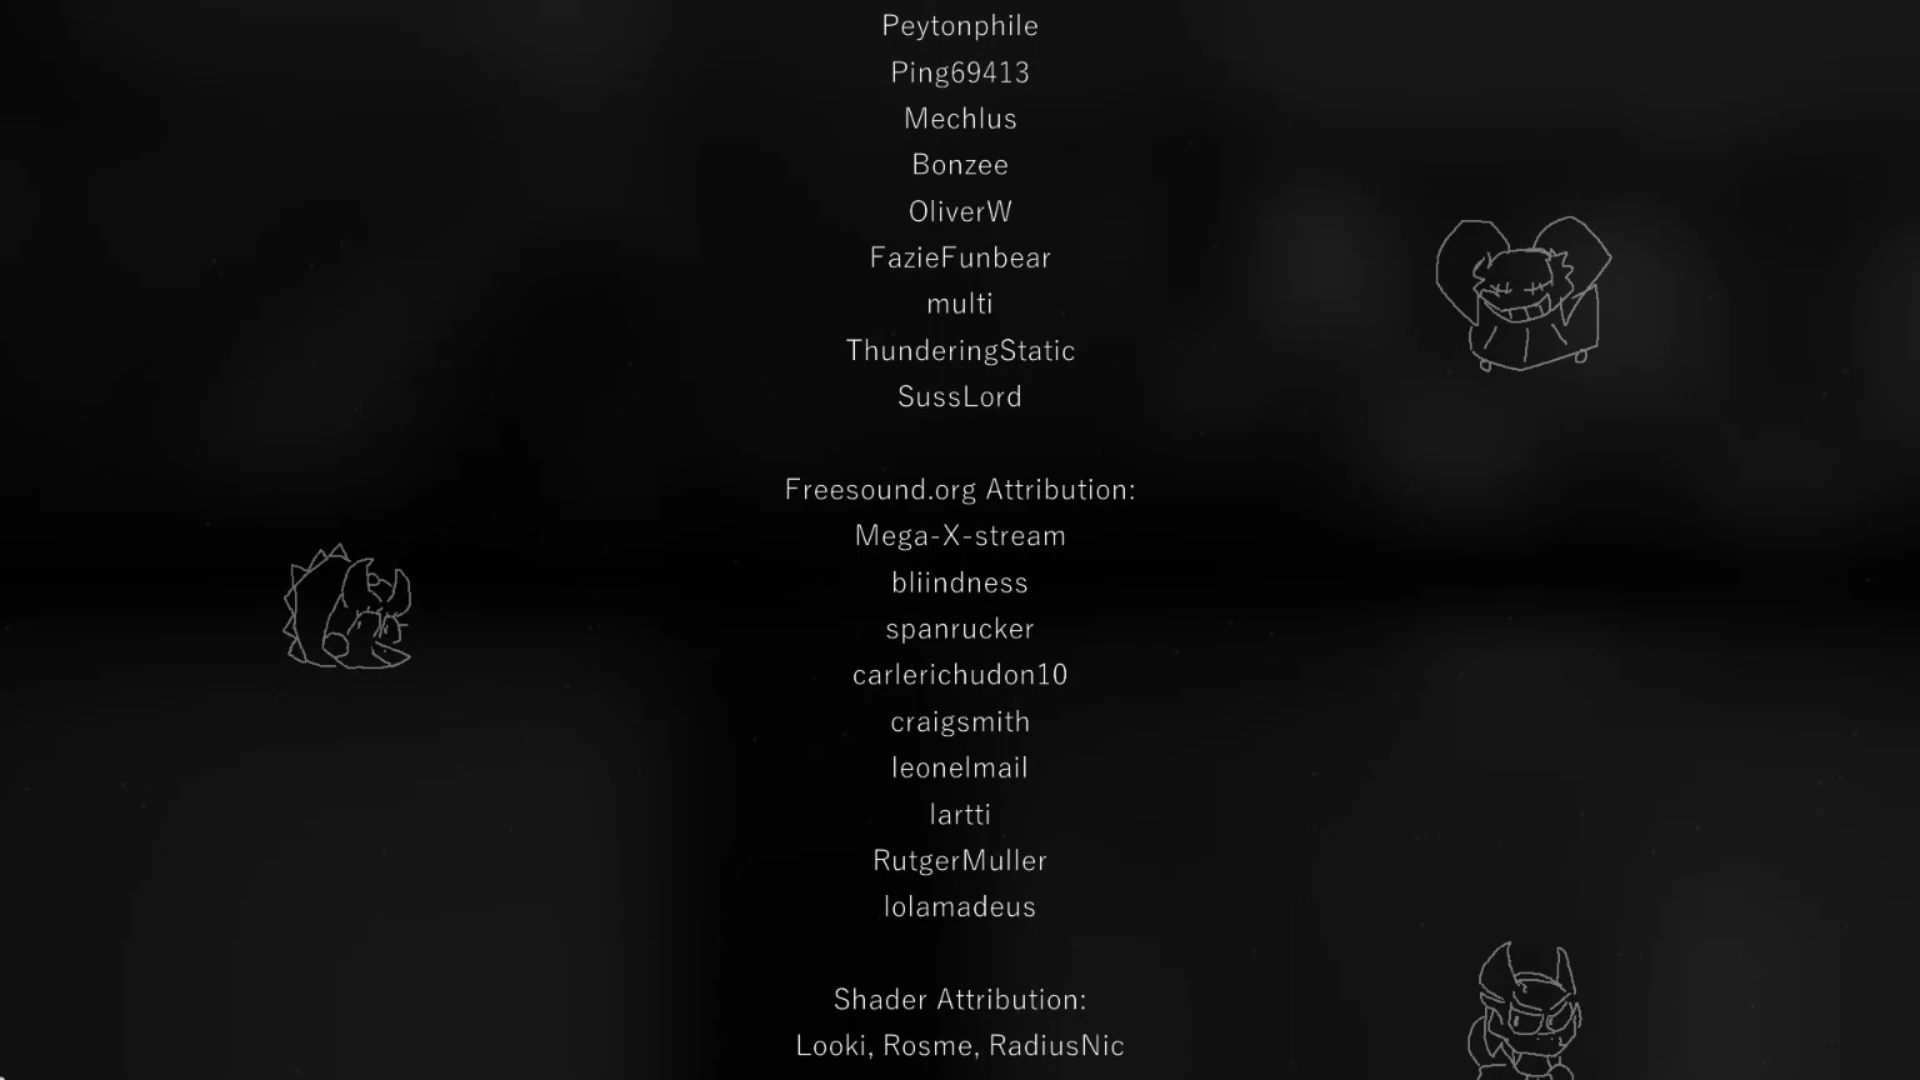 Peytonphile
Ping69413
Mechlus
Bonzee
OliverW
FazieFunbear
multi
ThunderingStatic
SussLord
Freesound.org Attribution:
Mega-X-stream
bliindness
spanrucker
carlerichudon10
craigsmith
leonelmail
lartti
RutgerMuller
lolamadeus
Shader Attribution:
Looki, Rosme, RadiusNic